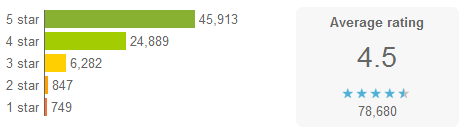 5 star 45,913
4 star 24,889
3 star 6,282
2 star 847
1 star 749
Average rating
4.5
78,680